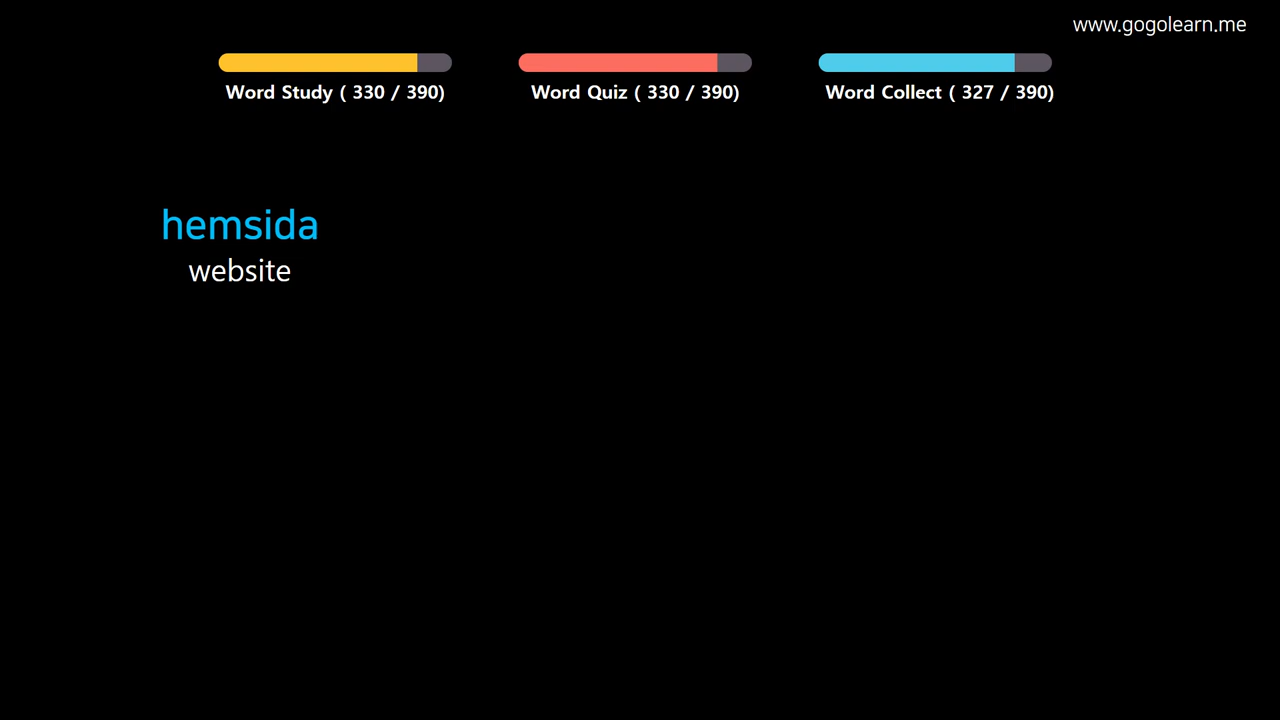 www.gogolearn.me
Word Study ( 330 / 390)
Word Quiz ( 330 / 390)
Word Collect ( 327 / 390)
hemsida
website